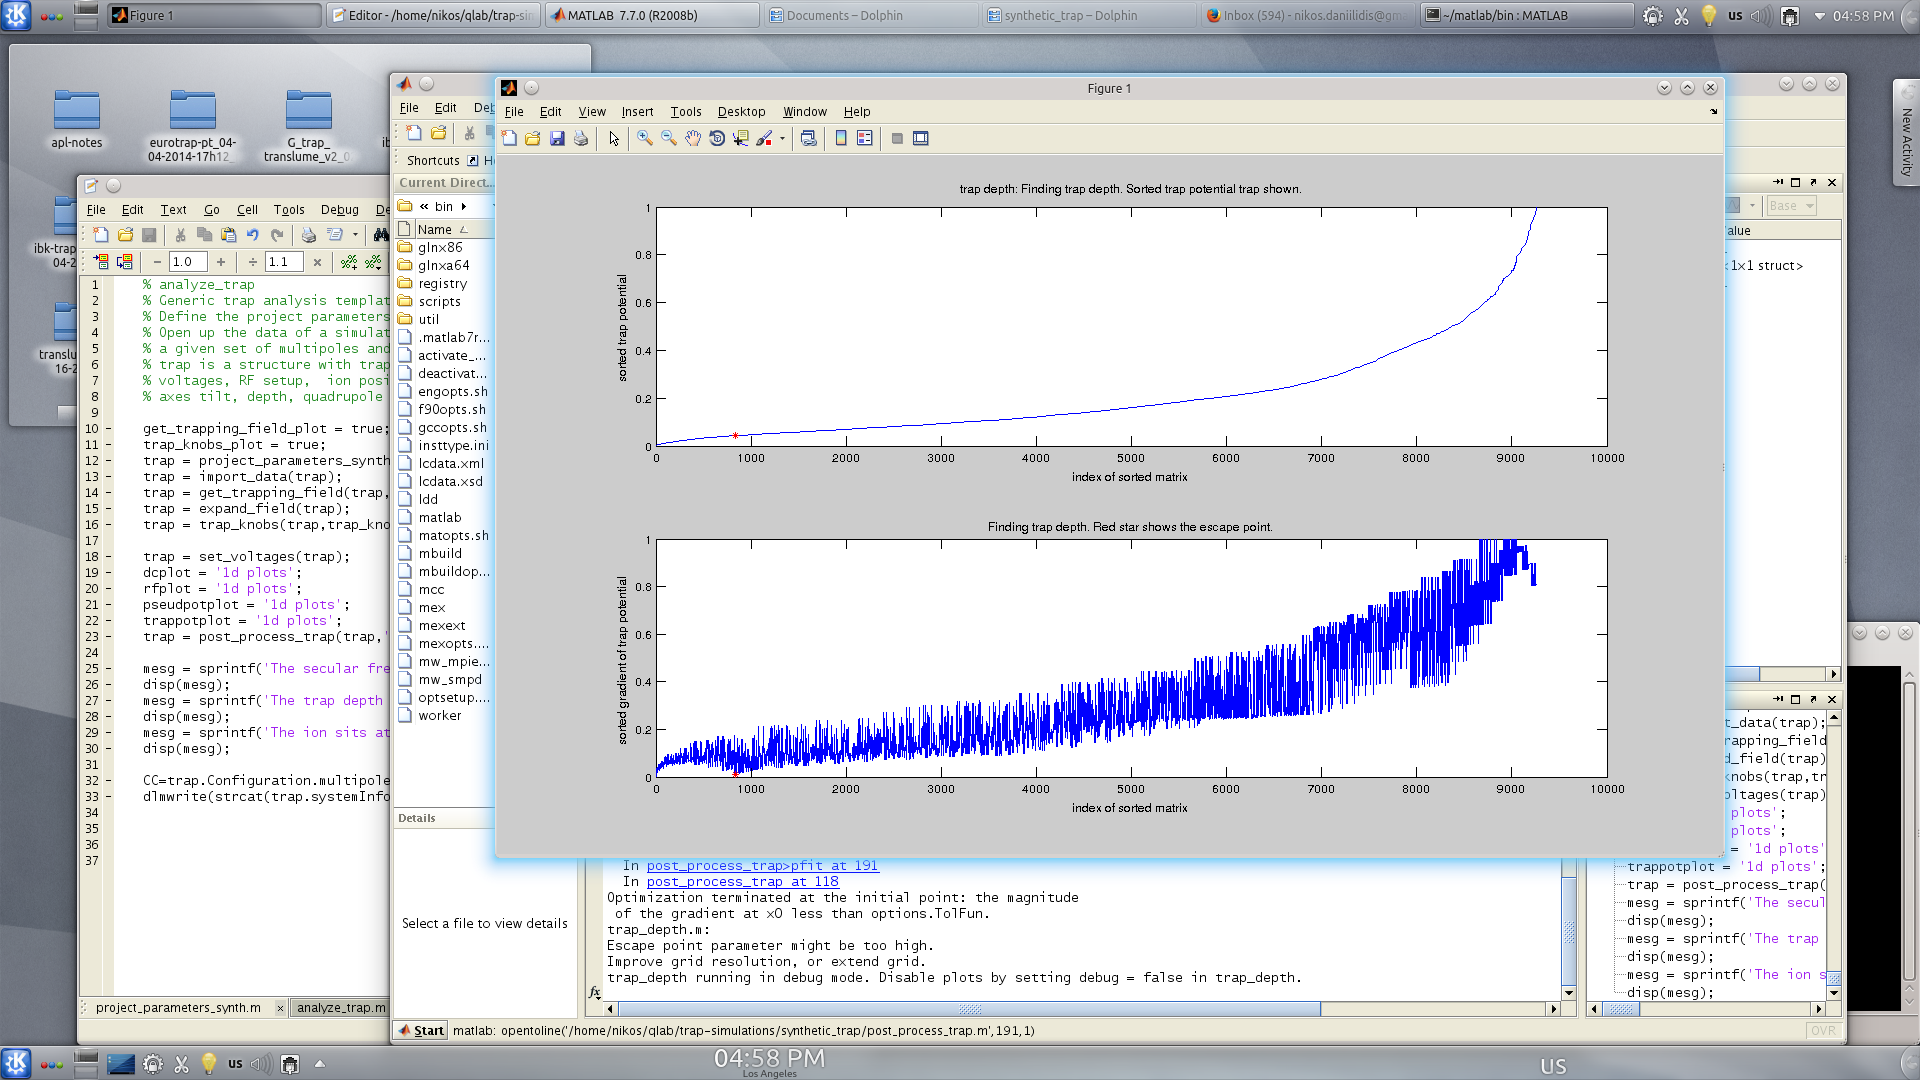 Figure 1
Editor - /home/nikos/qlab/trap-sin
MATLAB 7.7.0 (R2008b)
Documents – Dolphin
synthetic_trap – Dolphin
Inbox (594) - nikos.daniilidis@gm
~/matlab/bin : MATLAB
us
04:58 PM
New Activity
apl-notes
eurotrap-pt_04-
04-2014-17h12_
G_trap_
translume_v2_
ibk-trap
04-2
translu
16-2
File Edit Text Go Cell Tools Debug De
1.0
1.1
1 % analyze_trap
2 % Generic trap analysis templat
3 % Define the project parameters
4 % Open up the data of a simulat
5 % a given set of multipoles and
6 % trap is a structure with trap
7 % voltages, RF setup, ion posi
8 % axes tilt, depth, quadrupole
9
10 - get_trapping_field_plot = true;
11 - trap_knobs_plot = true;
12 - trap = project_parameters_synth
13 - trap = import_data(trap);
14 - trap = get_trapping_field(trap,
15 - trap = expand_field(trap);
16 - trap = trap_knobs(trap,trap_kno
17
18 - trap = set_voltages(trap);
19 - dcplot = '1d plots';
20 - rfplot = '1d plots';
21 - pseudpotplot = '1d plots';
22 - trappotplot = '1d plots';
23 - trap = post_process_trap(trap,'
24
25 - mesg = sprintf('The secular fre
26 - disp(mesg);
27 - mesg = sprintf('The trap depth
28 - disp(mesg);
29 - mesg = sprintf('The ion sits at
30 - disp(mesg);
31
32 - CC=trap.Configuration.multipole
33 - dlmwrite(strcat(trap.systemInfo
34
35
36
37
project_parameters_synth.m × analyze_trap.m
File Edit Deb
Shortcuts
Current Direct...
« bin
Name
glnx86
glnxa64
registry
scripts
util
.matlab7r...
activate_...
deactivat...
engopts.sh
f90opts.sh
gccopts.sh
insttype.ini
lcdata.xml
lcdata.xsd
ldd
matlab
matopts.sh
mbuild
mbuildop...
mcc
mex
mexext
mexopts....
mw_mpie...
mw_smpd
optsetup....
worker
Details
Select a file to view details
Figure 1
File Edit View Insert Tools Desktop Window Help
trap depth: Finding trap depth. Sorted trap potential trap shown.
sorted trap potential
1
0.8
0.6
0.4
0.2
0
0 1000 2000 3000 4000 5000 6000 7000 8000 9000 10000
index of sorted matrix
Finding trap depth. Red star shows the escape point.
sorted gradient of trap potential
1
0.8
0.6
0.4
0.2
0
0 1000 2000 3000 4000 5000 6000 7000 8000 9000 10000
index of sorted matrix
Base
alue
1x1 struct>
In post_process_trap>pfit at 191
In post_process_trap at 118
Optimization terminated at the initial point: the magnitude
of the gradient at x0 less than options.TolFun.
trap_depth.m:
Escape point parameter might be too high.
Improve grid resolution, or extend grid.
trap_depth running in debug mode. Disable plots by setting debug = false in trap_depth.
fx
t_data(trap);
rapping_field
d_field(trap)
knobs(trap,tr
oltages(trap)
plots';
plots';
= '1d plots'
trappotplot = '1d plots';
trap = post_process_trap(
mesg = sprintf('The secul
disp(mesg);
mesg = sprintf('The trap
disp(mesg);
mesg = sprintf('The ion s
disp(mesg);
Start
matlab: opentoline('/home/nikos/qlab/trap-simulations/synthetic_trap/post_process_trap.m',191,1)
OVR
us
04:58 PM
Los Angeles
US